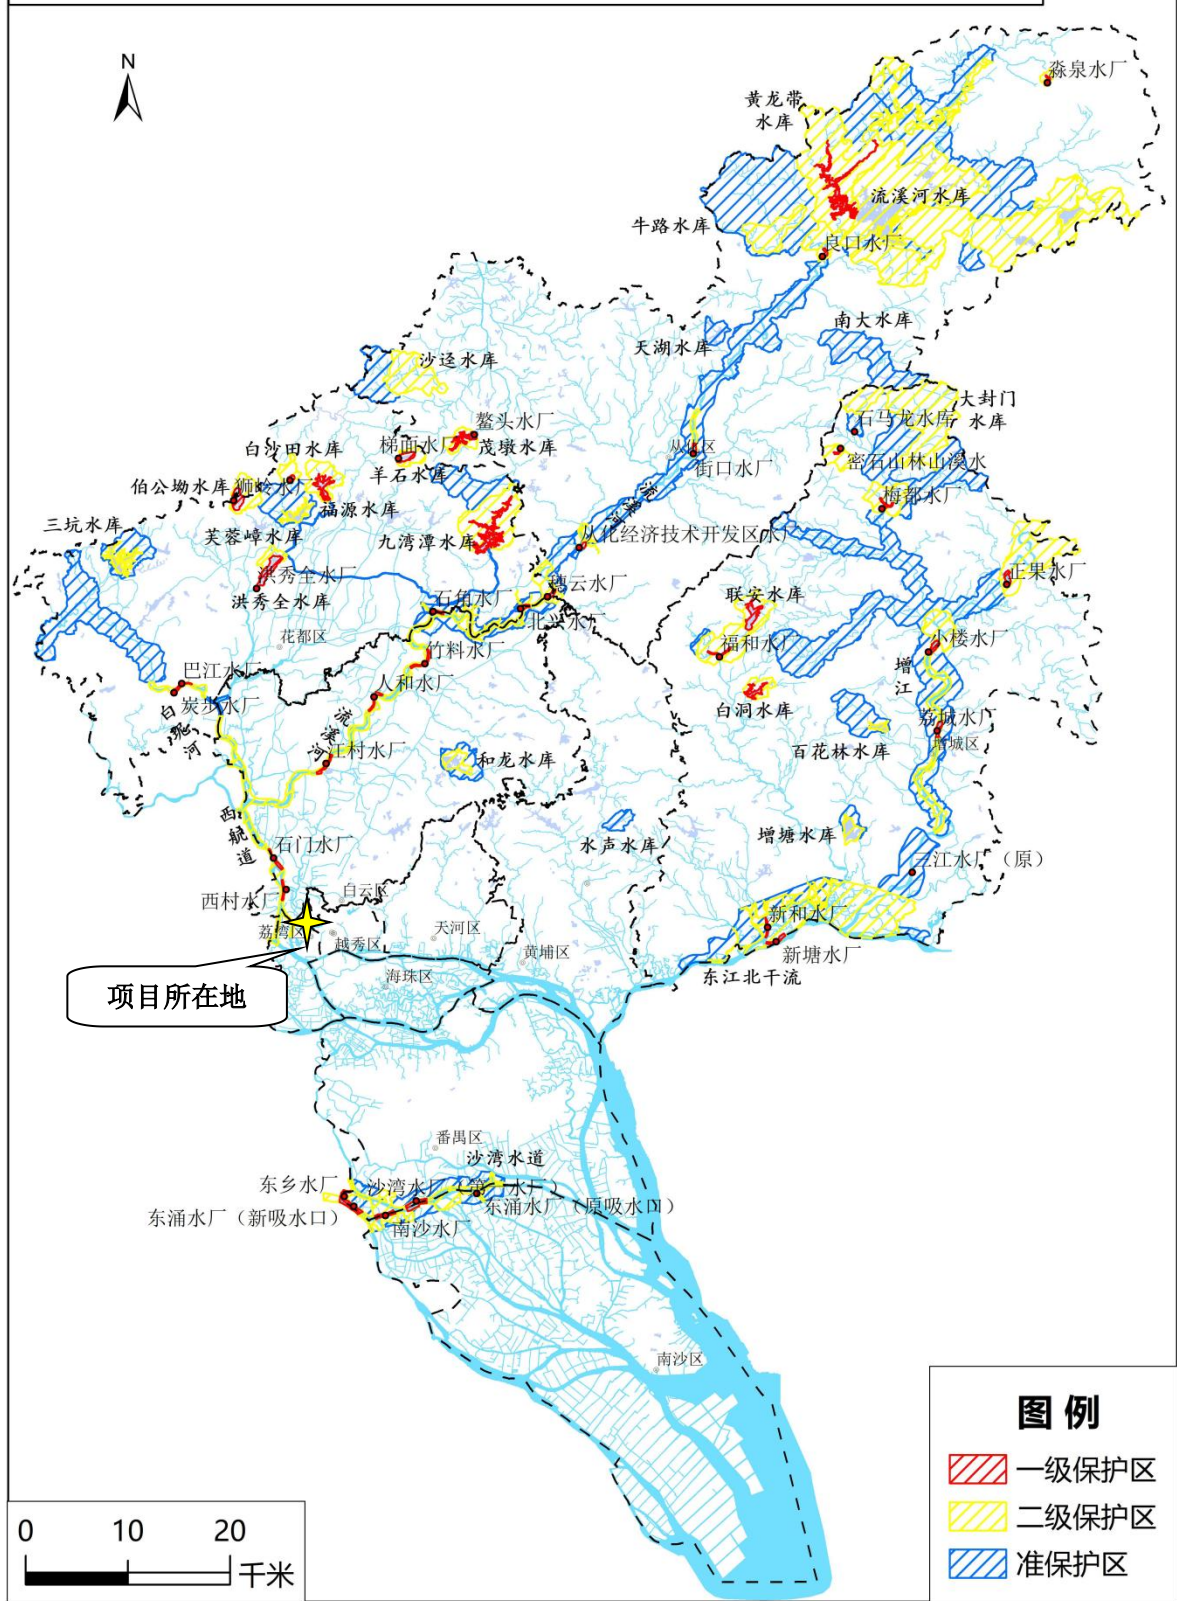 N
淼泉水厂
黄龙带
水库
流溪河水库
牛路水库
良口水厂
南大水库
天湖水库
沙迳水库
大封门
水库
石马龙水库
鳌头水厂
梯面水厂
茂墩水库
从化区
街口水厂
密石山林山溪水
白沙田水库
羊石水库
伯公坳水库
狮岭水厂
福源水库
梅都水厂
流溪河
三坑水库
芙蓉嶂水库
九湾潭水库
从化经济技术开发区水厂
洪秀全水厂
洪秀全水库
穗云水厂
正果水厂
联安水库
石角水厂
北兴水厂
花都区
竹料水厂
福和水厂
小楼水厂
巴江水厂
炭步水厂
人和水厂
增江
白坭河
白洞水库
流溪河
江村水厂
荔城水厂
增城区
和龙水库
百花林水库
西航道
石门水厂
水声水库
增塘水库
三江水厂（原）
西村水厂
白云区
荔湾区
越秀区
天河区
新和水厂
黄埔区
新塘水厂
海珠区
东江北干流
项目所在地
番禺区
沙湾水道
东乡水厂
沙湾水厂（第一水厂）
东涌水厂（新吸水口）
东涌水厂（原吸水口）
南沙水厂
南沙区
图例
一级保护区
二级保护区
准保护区
0 10 20
千米